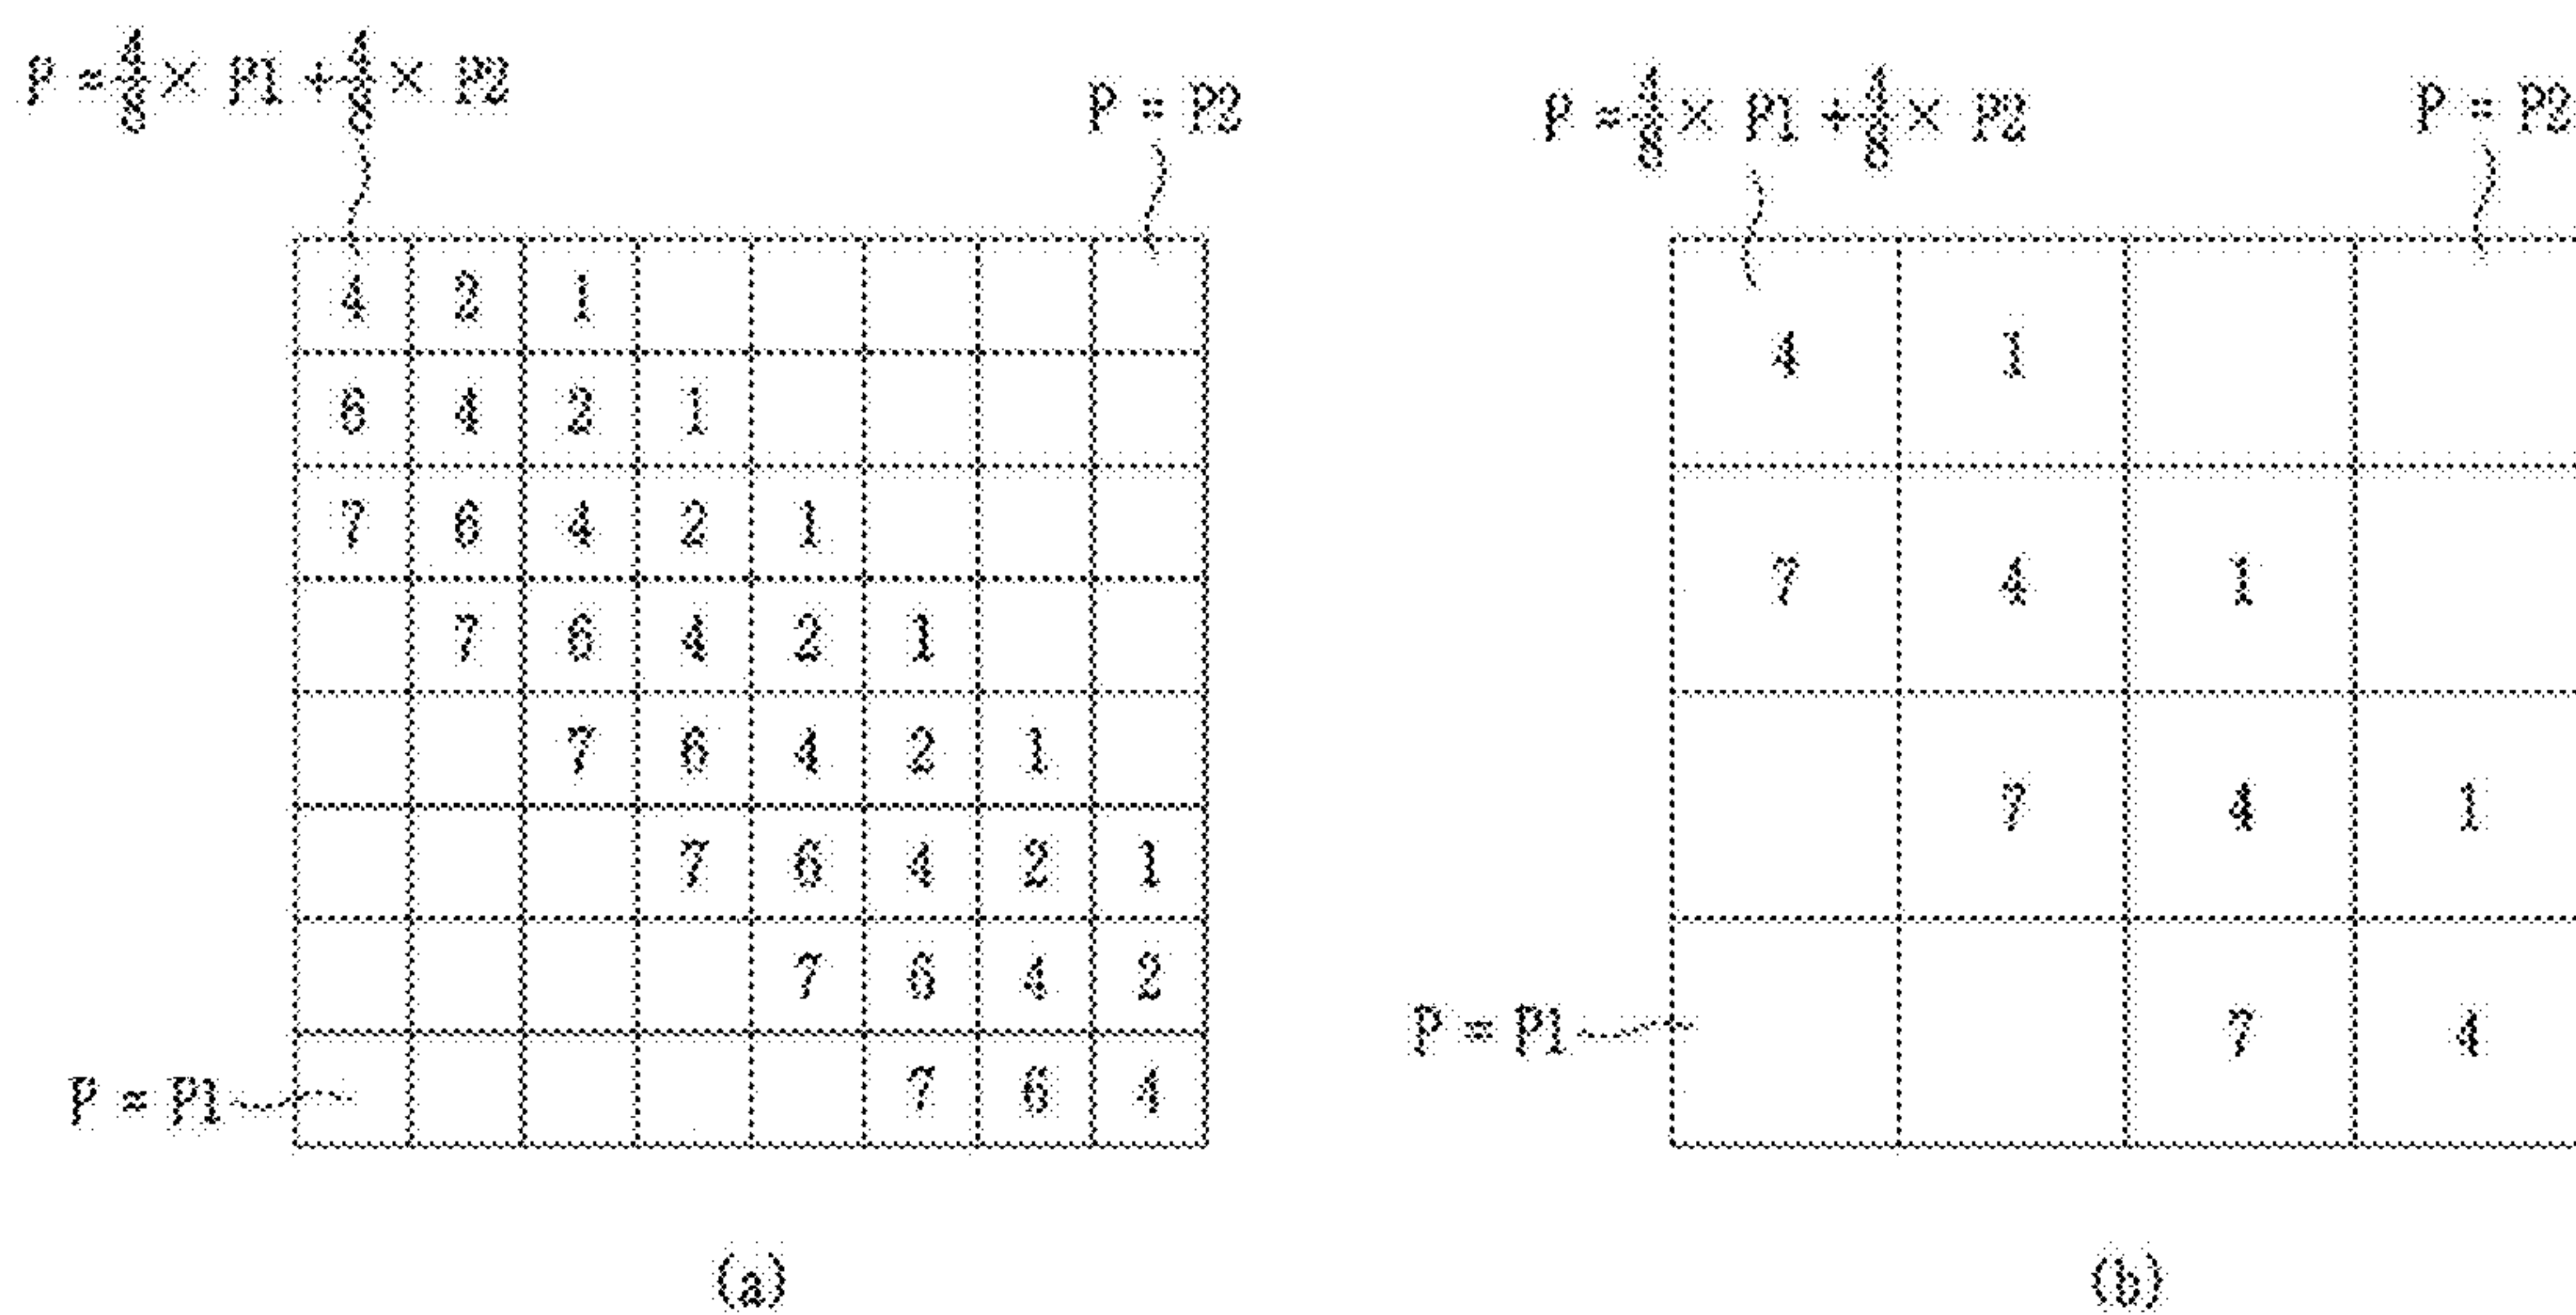 P = 4/8 × P1 + 4/8 × P2
P = P2
4 2 1
6 4 2 1
7 6 4 2 1
7 6 4 2 1
7 6 4 2 1
7 6 4 2 1
7 6 4 2
7 6 4
P = P1
(a)
P = 4/8 × P1 + 4/8 × P2
P = P2
4 1
7 4 1
7 4 1
7 4
P = P1
(b)